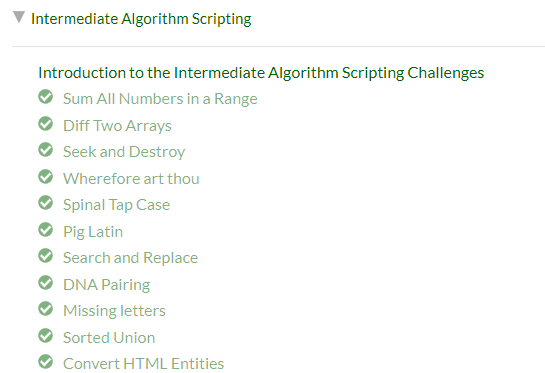 Intermediate Algorithm Scripting
Introduction to the Intermediate Algorithm Scripting Challenges
Sum All Numbers in a Range
Diff Two Arrays
Seek and Destroy
Wherefore art thou
Spinal Tap Case
Pig Latin
Search and Replace
DNA Pairing
Missing letters
Sorted Union
Convert HTML Entities